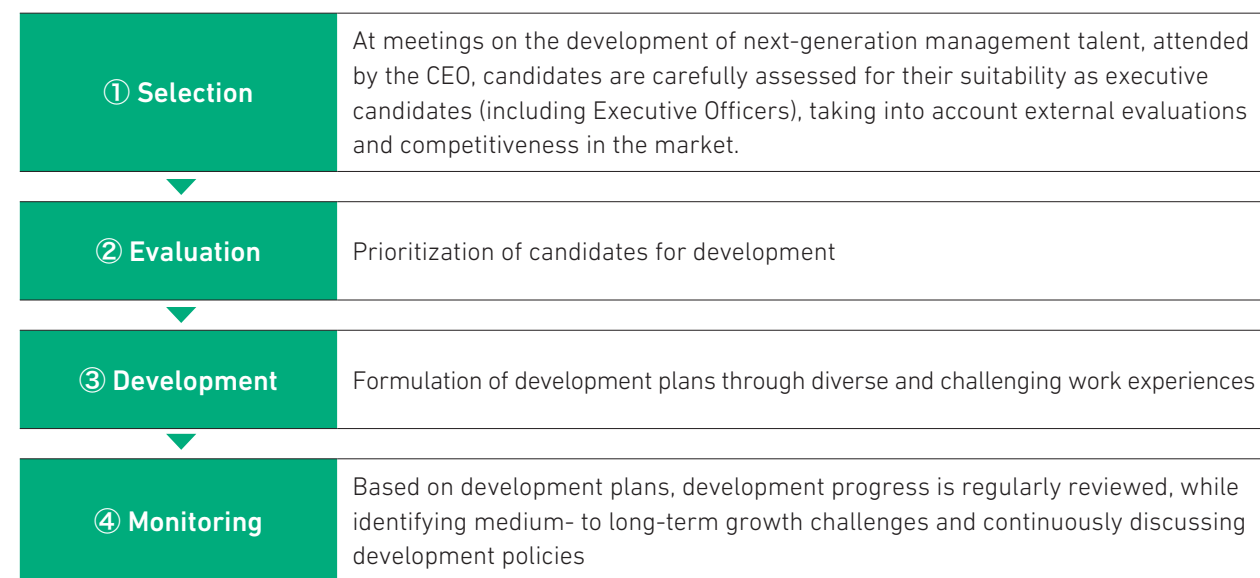 ① Selection
At meetings on the development of next-generation management talent, attended
by the CEO, candidates are carefully assessed for their suitability as executive
candidates (including Executive Officers), taking into account external evaluations
and competitiveness in the market.
② Evaluation
Prioritization of candidates for development
③ Development
Formulation of development plans through diverse and challenging work experiences
④ Monitoring
Based on development plans, development progress is regularly reviewed, while
identifying medium- to long-term growth challenges and continuously discussing
development policies